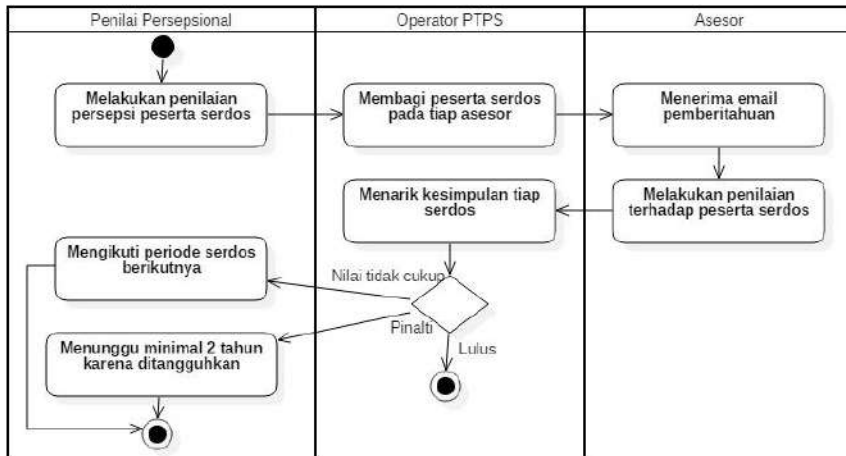 Penilai Persepsional
Operator PTPS
Asesor
Melakukan penilaian
persepsi peserta serdos
Membagi peserta serdos
pada tiap asesor
Menerima email
pemberitahuan
Menarik kesimpulan tiap
serdos
Melakukan penilaian
terhadap peserta serdos
Mengikuti periode serdos
berikutnya
Nilai tidak cukup
Pinalti
Lulus
Menunggu minimal 2 tahun
karena ditangguhkan